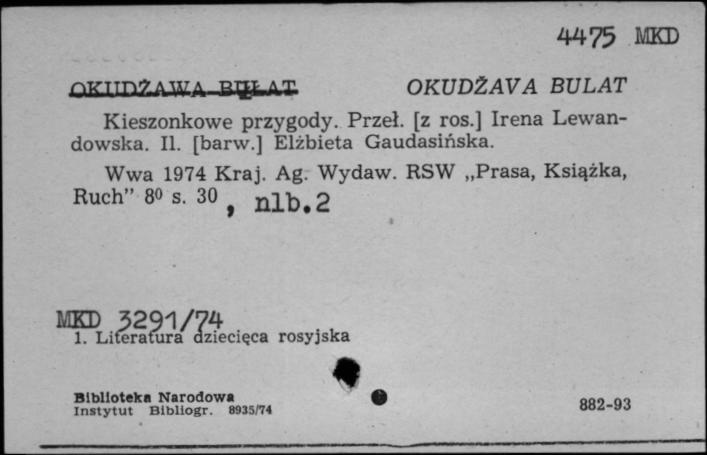 4475 MKD
OKUDŻAWA BUŁAT OKUDŽAVA BULAT
Kieszonkowe przygody. Przeł. [z ros.] Irena Lewan-
dowska. Il. [barw.] Elżbieta Gaudasińska.
Wwa 1974 Kraj. Ag. Wydaw. RSW „Prasa, Książka,
Ruch” 8⁰ s. 30 , nlb.2
MKD 3291/74
1. Literatura dziecięca rosyjska
Biblioteka Narodowa
Instytut Bibliogr. 8935/74 882-93